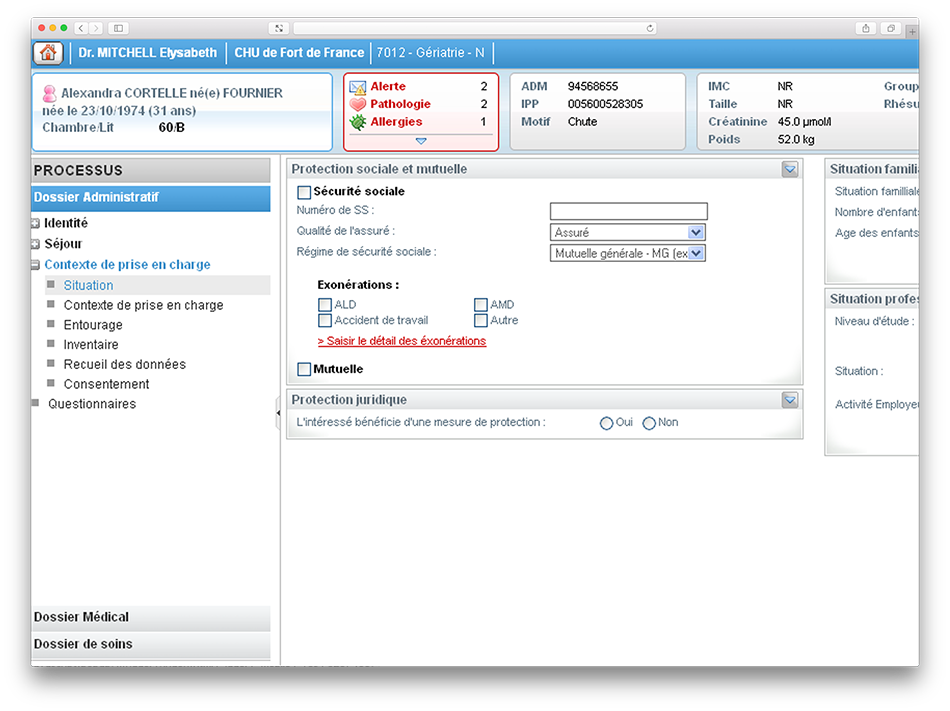 Dr. MITCHELL Elysabeth CHU de Fort de France 7012 - Gériatrie - N
Alexandra CORTELLE né(e) FOURNIER
née le 23/10/1974 (31 ans)
Chambre/Lit 60/B
Alerte 2
Pathologie 2
Allergies 1
ADM 94568655
IPP 005600528305
Motif Chute
IMC NR Group
Taille NR Rhésu
Créatinine 45.0 µmol/l
Poids 52.0 kg
PROCESSUS
Dossier Administratif
Identité
Séjour
Contexte de prise en charge
Situation
Contexte de prise en charge
Entourage
Inventaire
Recueil des données
Consentement
Questionnaires
Dossier Médical
Dossier de soins
Protection sociale et mutuelle
Sécurité sociale
Numéro de SS :
Qualité de l'assuré : Assuré
Régime de sécurité sociale : Mutuelle générale - MG (ex
Exonérations :
ALD AMD
Accident de travail Autre
> Saisir le détail des éxonérations
Mutuelle
Protection juridique
L'intéressé bénéficie d'une mesure de protection : Oui Non
Situation famili
Situation familiale
Nombre d'enfant
Age des enfants
Situation profes
Niveau d'étude :
Situation :
Activité Employeu